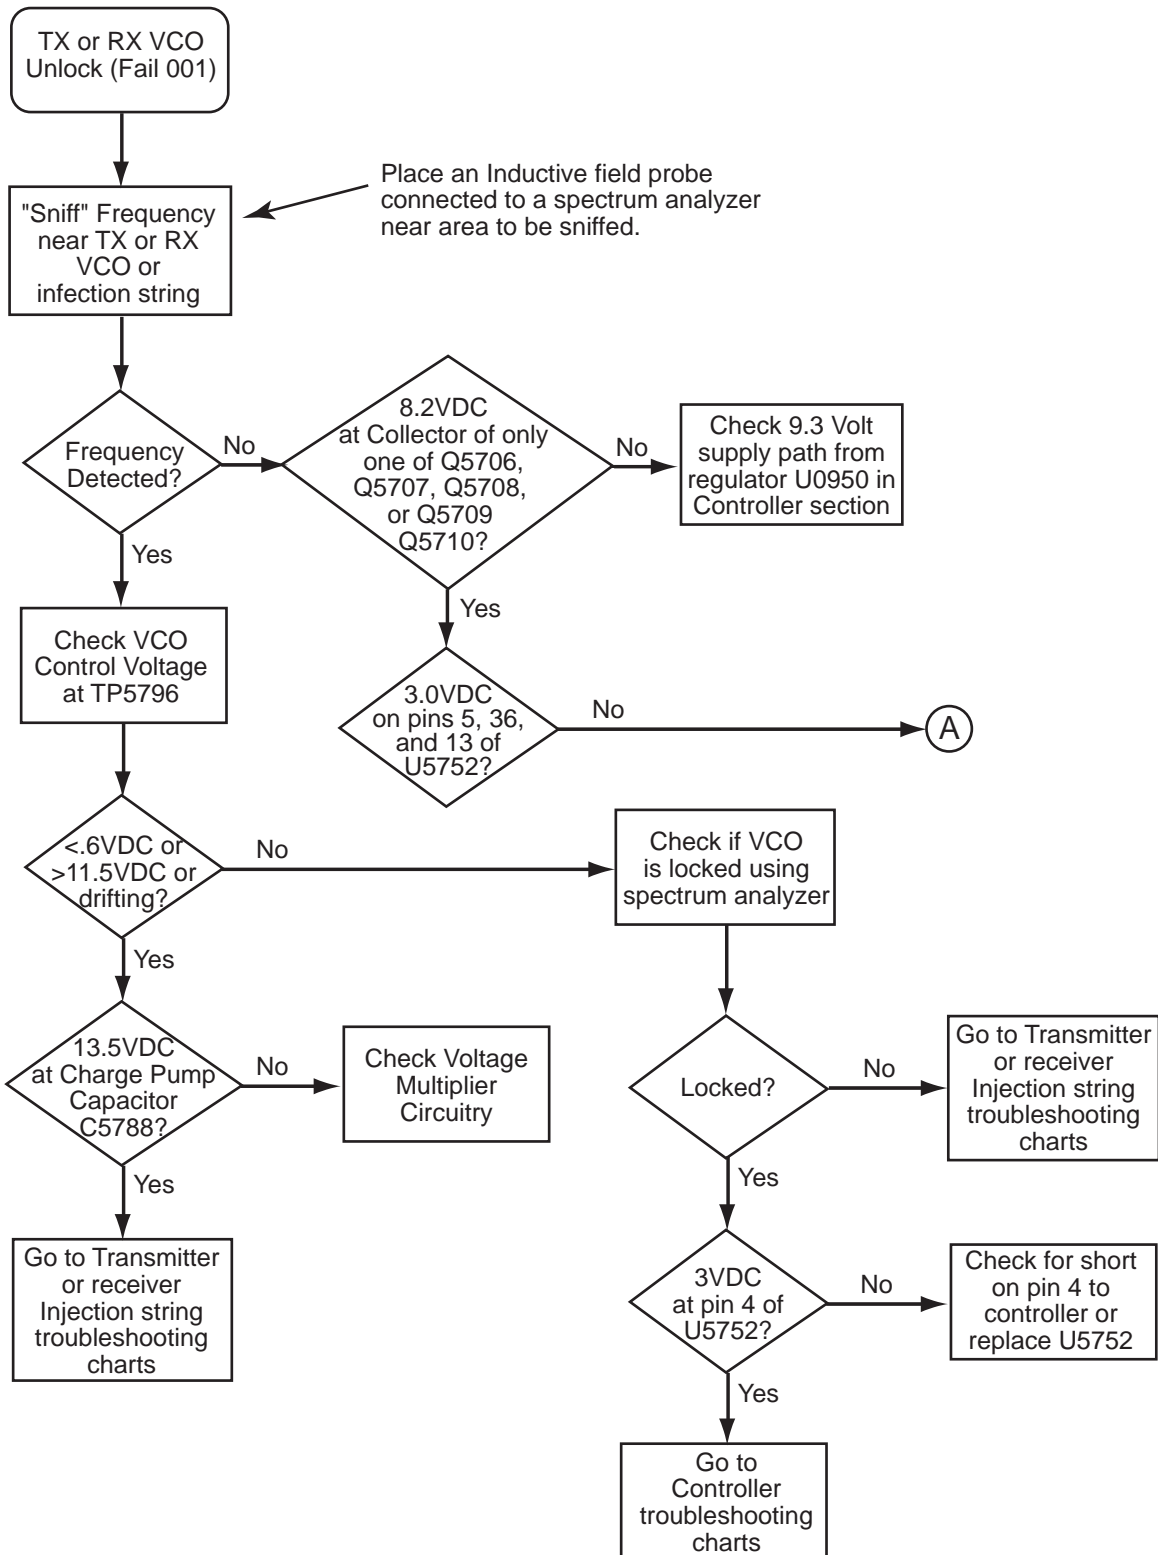 TX or RX VCO
Unlock (Fail 001)
Place an Inductive field probe
connected to a spectrum analyzer
near area to be sniffed.
"Sniff" Frequency
near TX or RX
VCO or
infection string
Frequency
Detected?
No
8.2VDC
at Collector of only
one of Q5706,
Q5707, Q5708,
or Q5709
Q5710?
No
Check 9.3 Volt
supply path from
regulator U0950 in
Controller section
Yes
Yes
Check VCO
Control Voltage
at TP5796
3.0VDC
on pins 5, 36,
and 13 of
U5752?
No
A
<.6VDC or
>11.5VDC or
drifting?
No
Check if VCO
is locked using
spectrum analyzer
Yes
13.5VDC
at Charge Pump
Capacitor
C5788?
No
Check Voltage
Multiplier
Circuitry
Locked?
No
Go to Transmitter
or receiver
Injection string
troubleshooting
charts
Yes
Yes
Go to Transmitter
or receiver
Injection string
troubleshooting
charts
3VDC
at pin 4 of
U5752?
No
Check for short
on pin 4 to
controller or
replace U5752
Yes
Go to
Controller
troubleshooting
charts